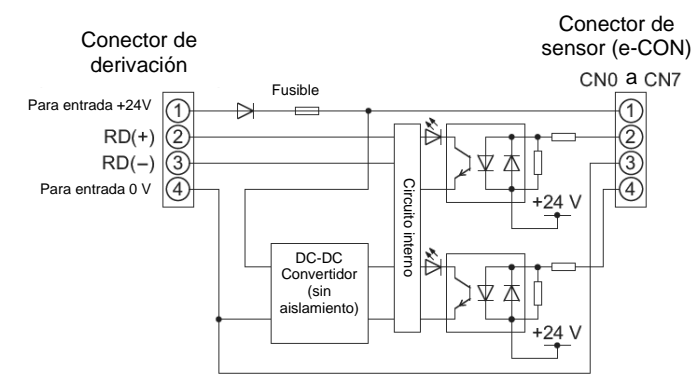 Conector de
derivación
Conector de
sensor (e-CON)
CN0 a CN7
Fusible
Para entrada +24V
RD(+)
RD(−)
Para entrada 0 V
1
2
3
4
1
2
3
4
Circuito interno
DC-DC
Convertidor
(sin
aislamiento)
+24 V
+24 V